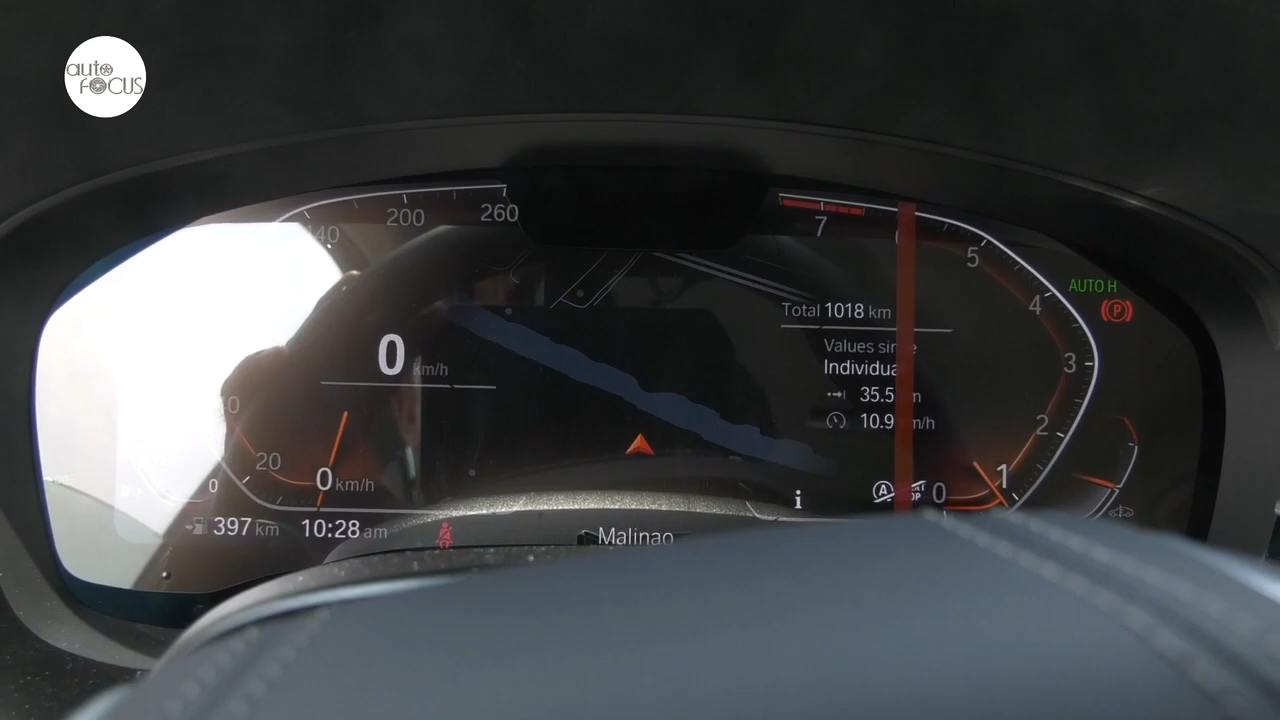 auto
FOCUS
140
200
260
7
5
4
3
2
1
0
AUTO H
P
Total 1018 km
Values
Individua
35.5
10.9
0 km/h
20
0 km/h
0
397 km
10:28 am
A
i
Malinao